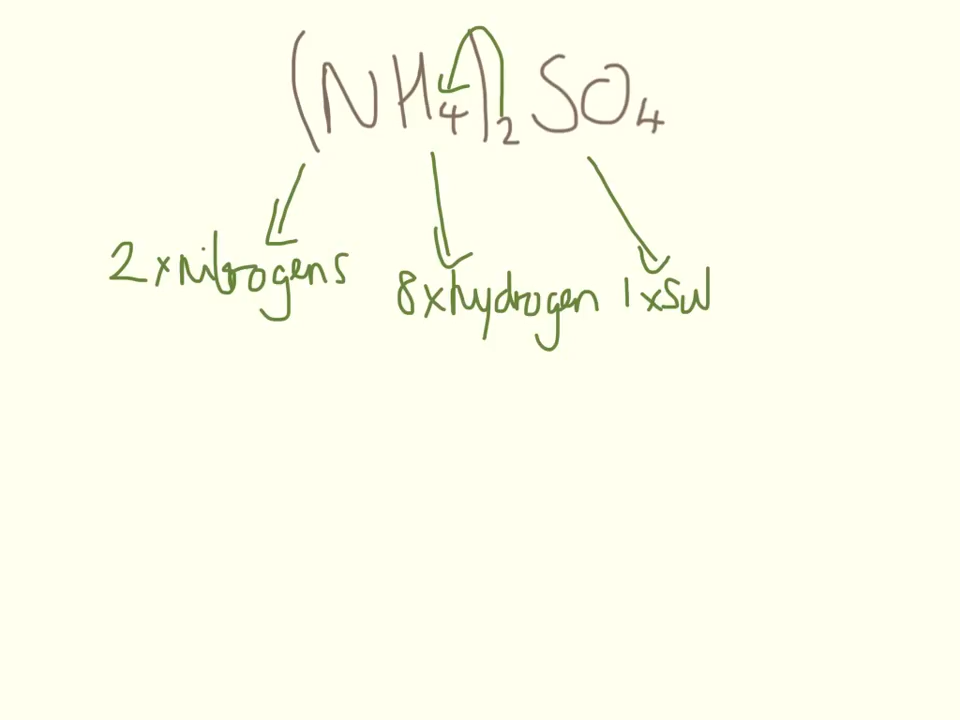 (NH₄)₂SO₄
2 x nitrogens 8 x hydrogen 1 x Sul